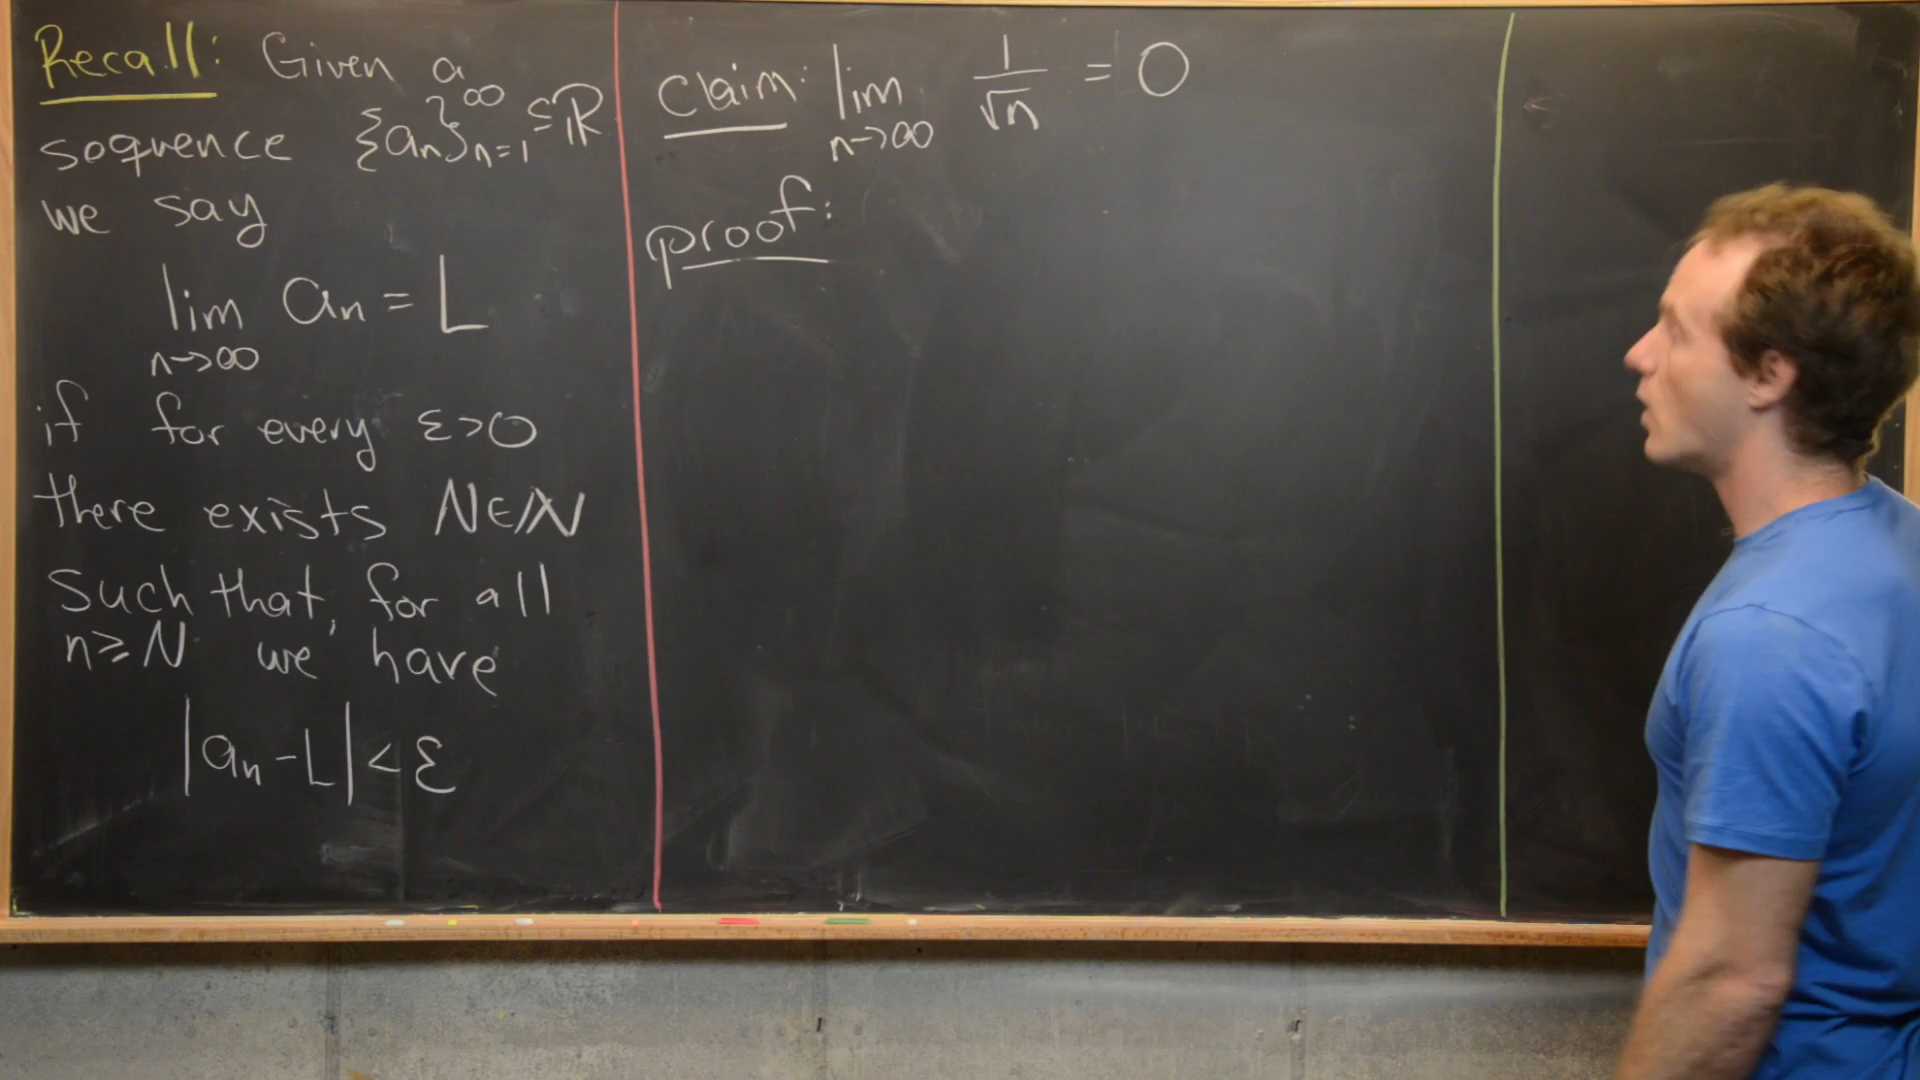 Recall: Given a
sequence {aₙ}ₙ₌₁^∞ ⊆ ℝ
we say
lim aₙ = L
n→∞
if for every ε>0
there exists N∈ℕ
such that, for all
n≥N we have
|aₙ-L|<ε
Claim: lim 1/√n = 0
n→∞
proof: